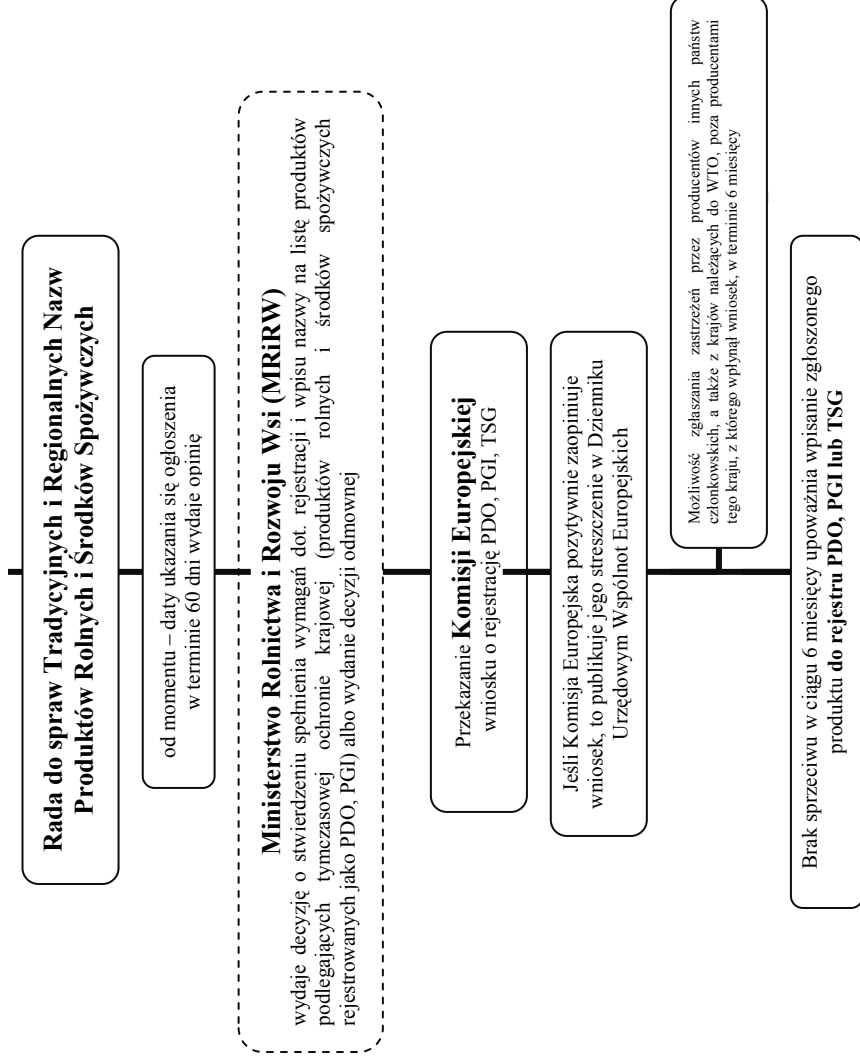 Rada do spraw Tradycyjnych i Regionalnych Nazw
Produktów Rolnych i Środków Spożywczych
od momentu – daty ukazania się ogłoszenia
w terminie 60 dni wydaje opinię
Ministerstwo Rolnictwa i Rozwoju Wsi (MRiRW)
wydaje decyzję o stwierdzeniu spełnienia wymagań dot. rejestracji i wpisu nazwy na listę produktów
podlegających tymczasowej ochronie krajowej (produktów rolnych i środków spożywczych
rejestrowanych jako PDO, PGI) albo wydanie decyzji odmownej
Przekazanie Komisji Europejskiej
wniosku o rejestrację PDO, PGI, TSG
Jeśli Komisja Europejska pozytywnie zaopiniuje
wniosek, to publikuje jego streszczenie w Dzienniku
Urzędowym Wspólnot Europejskich
Możliwość zgłaszania zastrzeżeń przez producentów innych państw
członkowskich, a także z krajów należących do WTO, poza producentami
tego kraju, z którego wpłynął wniosek, w terminie 6 miesięcy
Brak sprzeciwu w ciągu 6 miesięcy upoważnia wpisanie zgłoszonego
produktu do rejestru PDO, PGI lub TSG